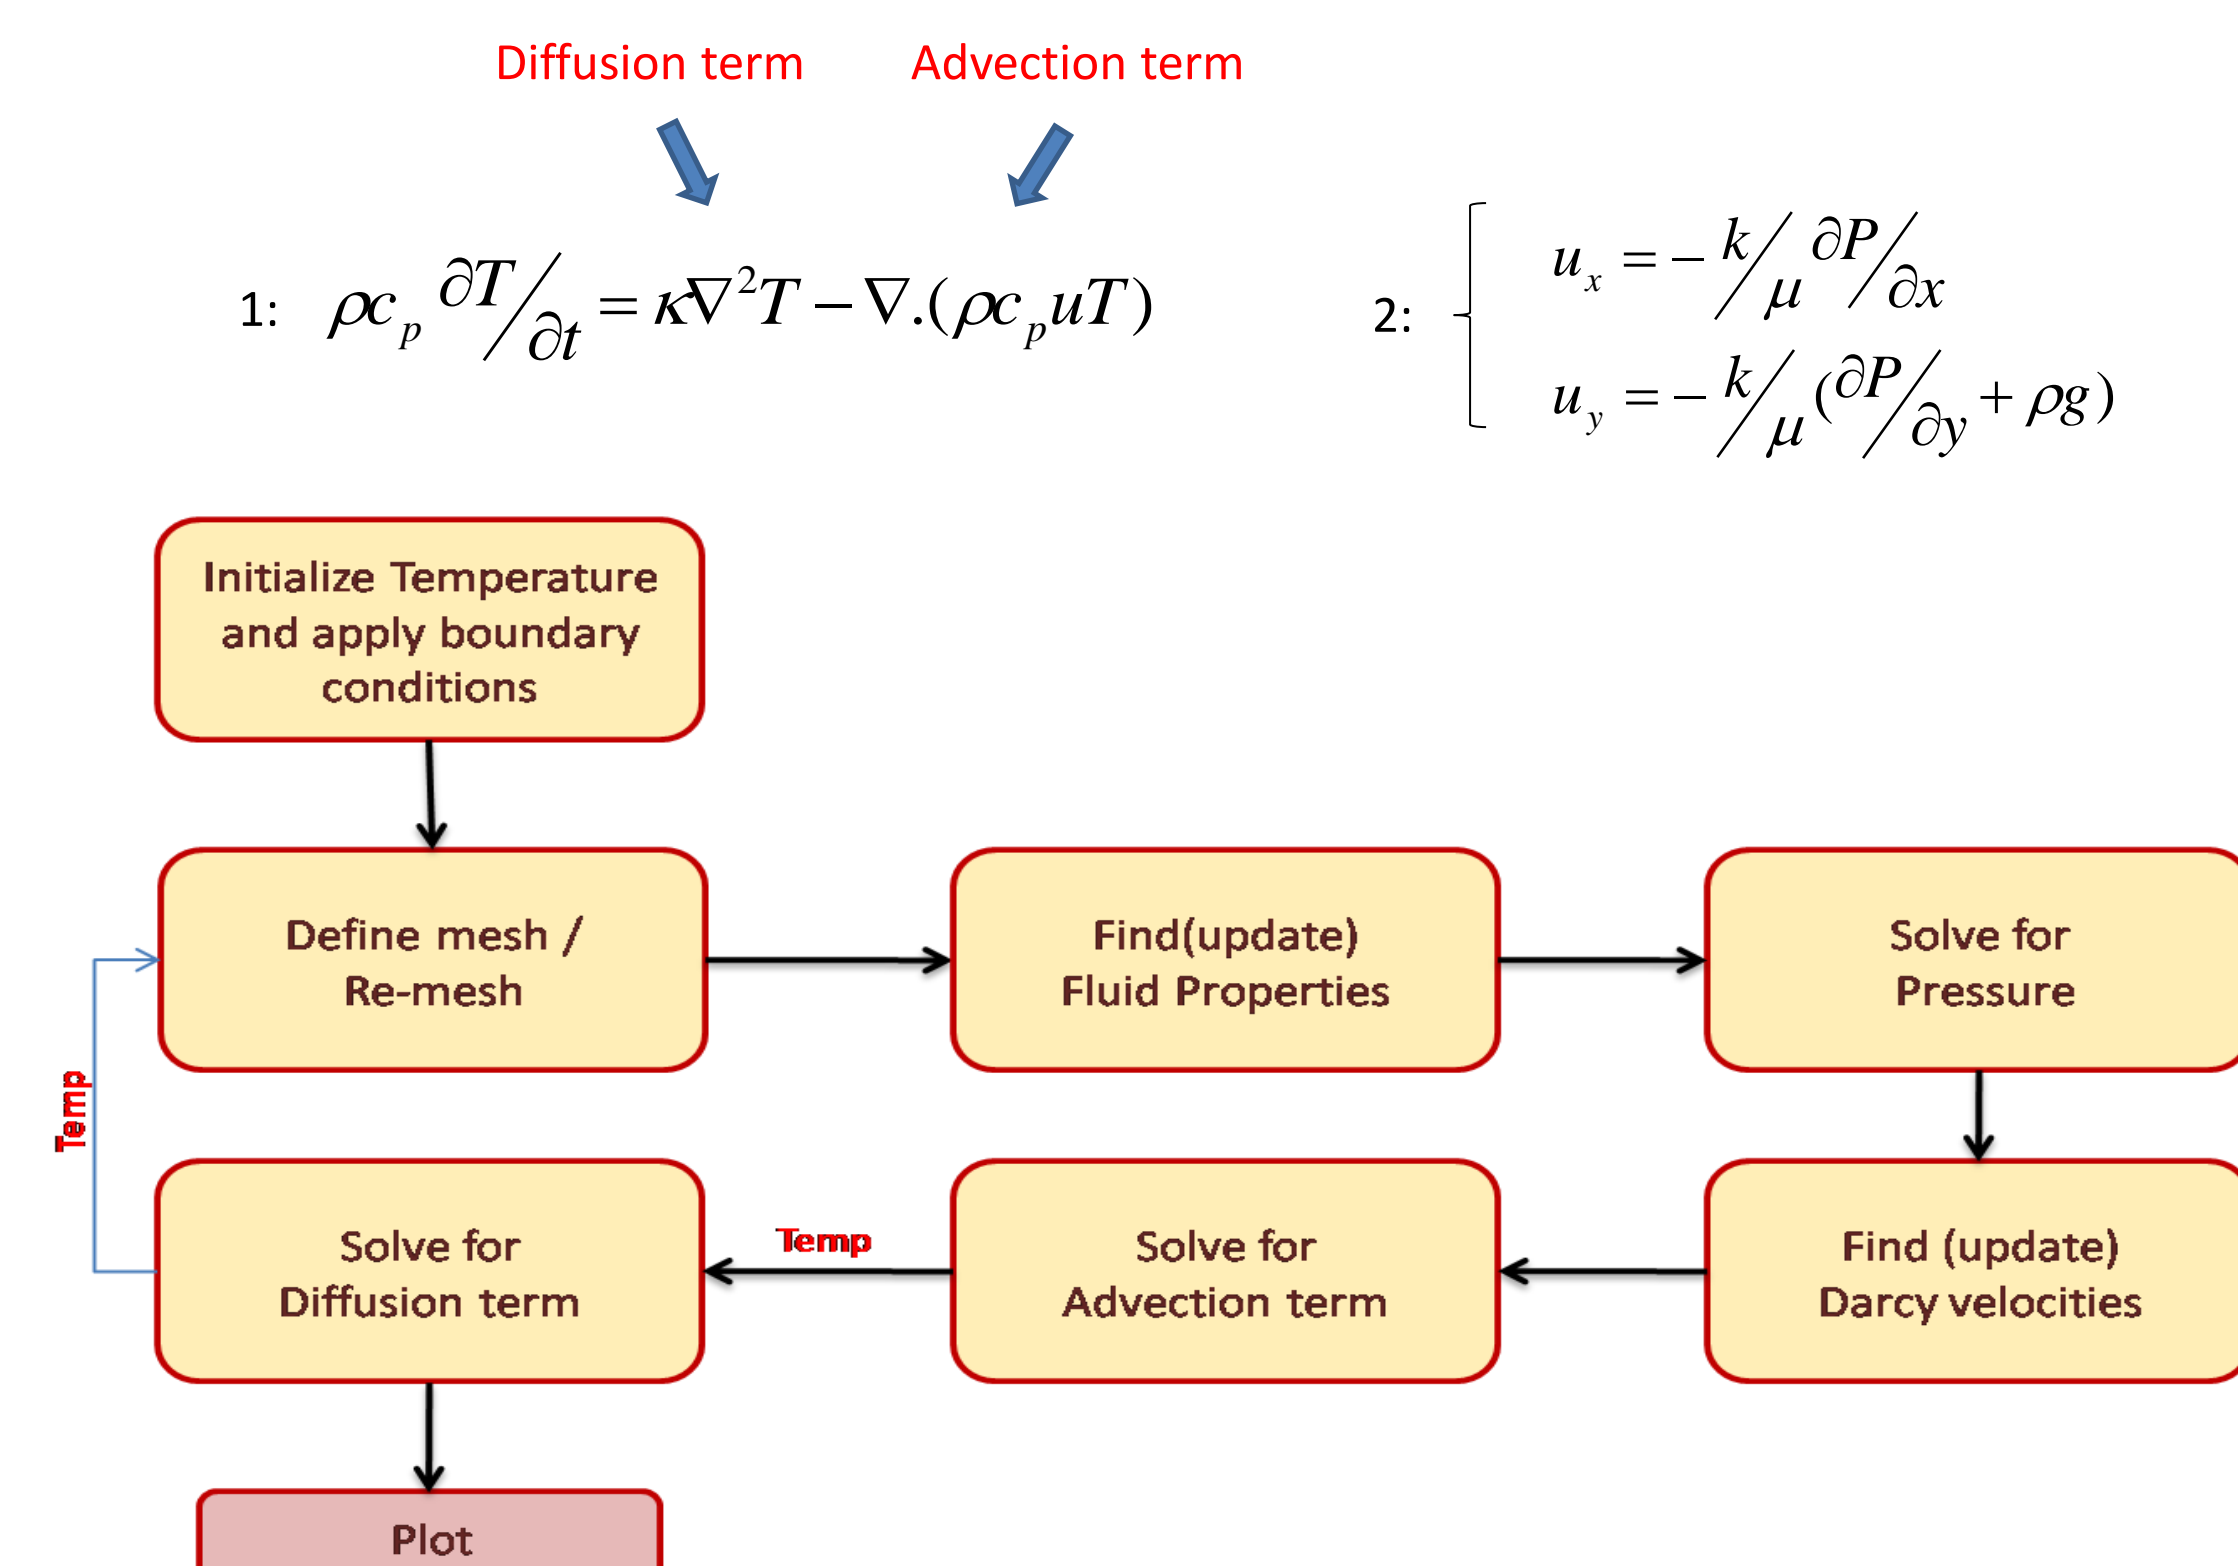 Diffusion term Advection term
1: ρc_p ∂T/∂t = κ∇²T − ∇.(ρc_p uT)
2:
u_x = − k/μ ∂P/∂x
u_y = − k/μ (∂P/∂y + ρg)
Initialize Temperature
and apply boundary
conditions
Define mesh /
Re-mesh
Find(update)
Fluid Properties
Solve for
Pressure
Temp
Solve for
Diffusion term
Temp
Solve for
Advection term
Find (update)
Darcy velocities
Plot